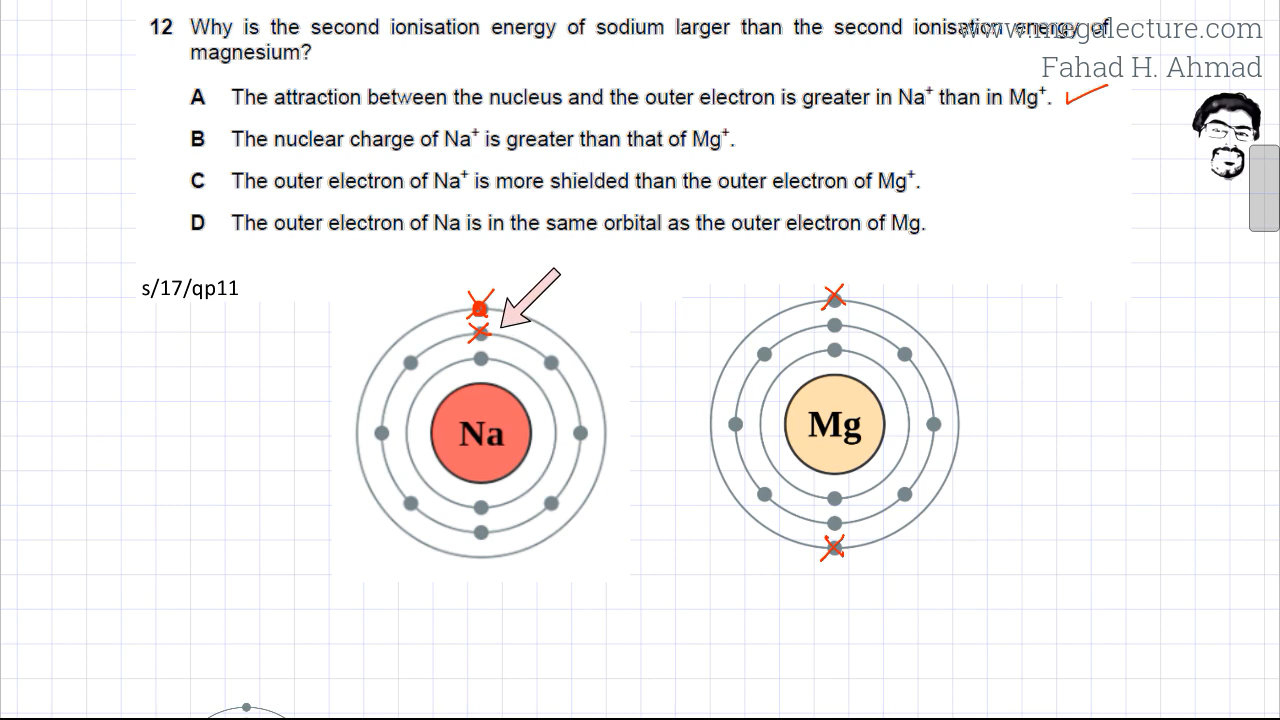 12 Why is the second ionisation energy of sodium larger than the second ionisation energy of
magnesium?
www.megalecture.com
Fahad H. Ahmad
A The attraction between the nucleus and the outer electron is greater in Na⁺ than in Mg⁺.
B The nuclear charge of Na⁺ is greater than that of Mg⁺.
C The outer electron of Na⁺ is more shielded than the outer electron of Mg⁺.
D The outer electron of Na is in the same orbital as the outer electron of Mg.
s/17/qp11
Na
Mg